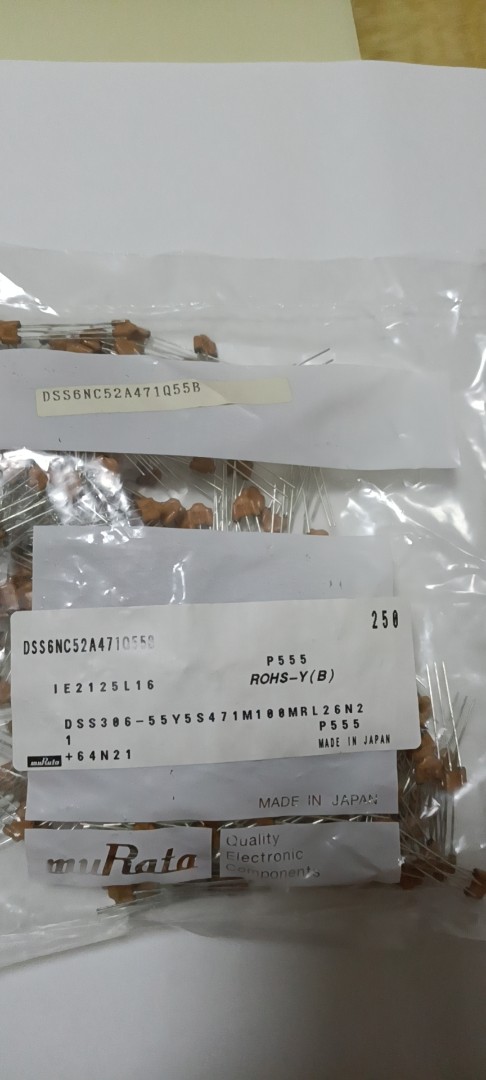 DSS6NC52A471Q55B
250
DSS6NC52A471Q55B
P555
IE2125L16
ROHS-Y(B)
DSS306-55Y5S471M100MRL26N2
1
P555
muRata +64N21
MADE IN JAPAN
MADE IN JAPAN
muRata
Quality
Electronic
Components